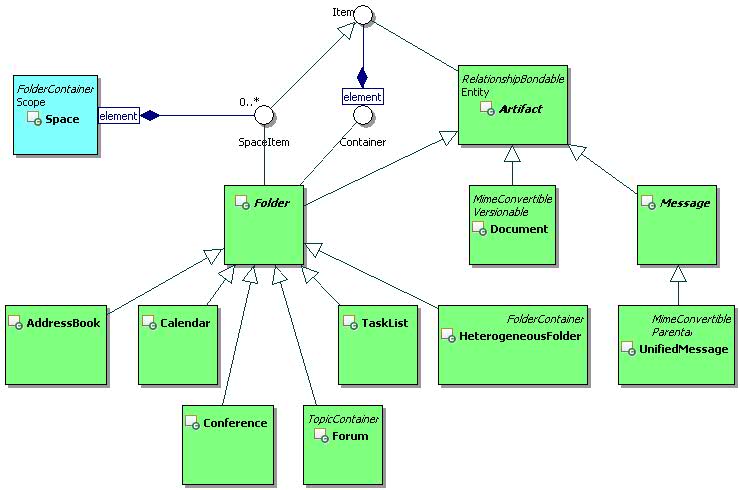 Item
FolderContainer
Scope
Space
element
0..*
SpaceItem
element
Container
RelationshipBondable
Entity
Artifact
Folder
MimeConvertible
Versionable
Document
Message
AddressBook
Calendar
TaskList
FolderContainer
HeterogeneousFolder
MimeConvertible
Parental
UnifiedMessage
Conference
TopicContainer
Forum